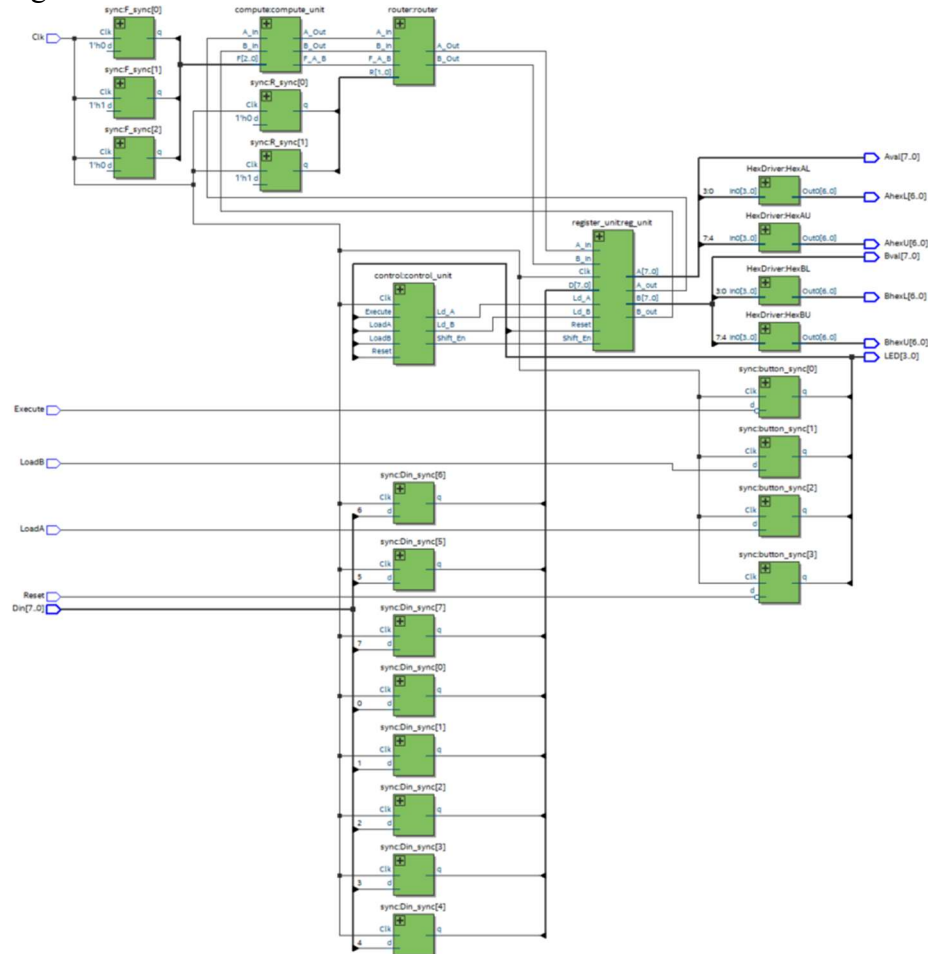 sync:F_sync[0]
Clk
q
1'h0 d
sync:F_sync[1]
Clk
q
1'h1 d
sync:F_sync[2]
Clk
q
1'h0 d
Clk
compute:compute_unit
A_In
A_Out
B_In
B_Out
F[2..0]
F_A_B
router:router
A_In
A_Out
B_In
B_Out
F_A_B
R[1..0]
sync:R_sync[0]
Clk
q
1'h0 d
sync:R_sync[1]
Clk
q
1'h1 d
Aval[7..0]
HexDriver:HexAL
3:0 In0[3..0]
Out0[6..0]
AhexL[6..0]
HexDriver:HexAU
7:4 In0[3..0]
Out0[6..0]
AhexU[6..0]
Bval[7..0]
HexDriver:HexBL
3:0 In0[3..0]
Out0[6..0]
BhexL[6..0]
HexDriver:HexBU
7:4 In0[3..0]
Out0[6..0]
BhexU[6..0]
LED[3..0]
register_unit:reg_unit
A_In
B_In
Clk
A[7..0]
D[7..0]
A_out
Ld_A
B[7..0]
Ld_B
B_out
Reset
Shift_En
control:control_unit
Clk
Execute
Ld_A
LoadA
Ld_B
LoadB
Shift_En
Reset
sync:button_sync[0]
Clk
q
d
sync:button_sync[1]
Clk
q
d
sync:button_sync[2]
Clk
q
d
sync:button_sync[3]
Clk
q
d
Execute
LoadB
LoadA
Reset
Din[7..0]
sync:Din_sync[6]
Clk
q
6 d
sync:Din_sync[5]
Clk
q
5 d
sync:Din_sync[7]
Clk
q
7 d
sync:Din_sync[0]
Clk
q
0 d
sync:Din_sync[1]
Clk
q
1 d
sync:Din_sync[2]
Clk
q
2 d
sync:Din_sync[3]
Clk
q
3 d
sync:Din_sync[4]
Clk
q
4 d